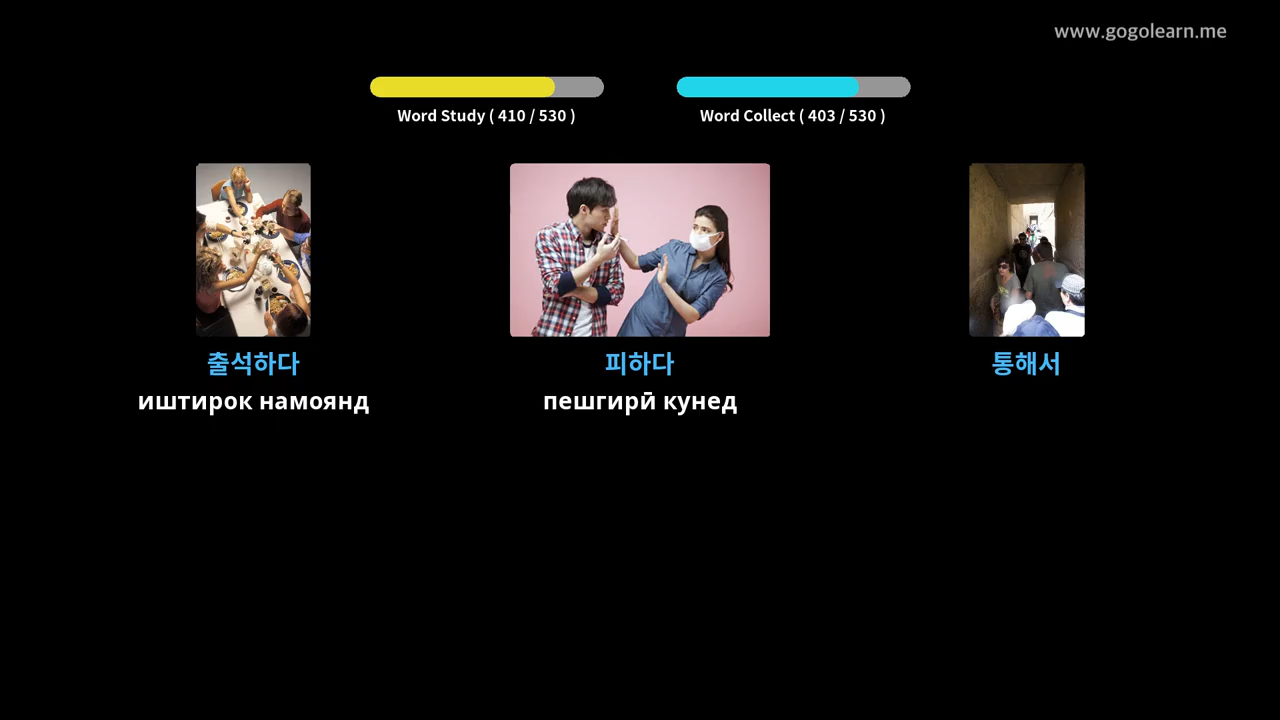 www.gogolearn.me
Word Study ( 410 / 530 )
Word Collect ( 403 / 530 )
출석하다
피하다
통해서
иштирок намоянд
пешгирӣ кунед